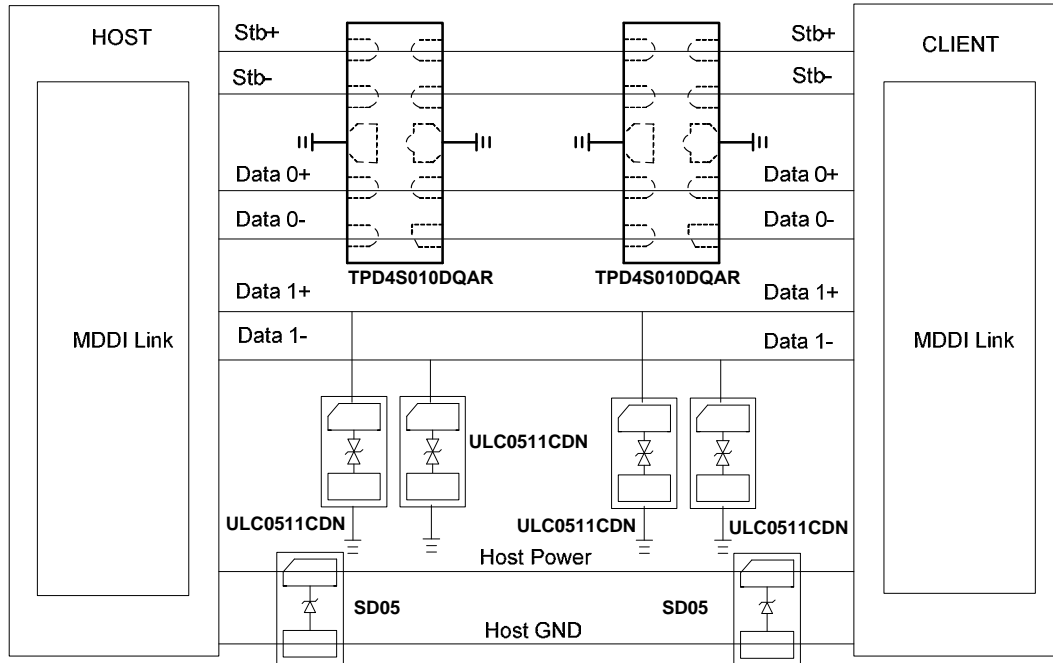 HOST
Stb+
Stb+
CLIENT
Stb-
Stb-
Data 0+
Data 0+
Data 0-
Data 0-
TPD4S010DQAR
TPD4S010DQAR
Data 1+
Data 1+
MDDI Link
Data 1-
Data 1-
MDDI Link
ULC0511CDN
ULC0511CDN
ULC0511CDN
ULC0511CDN
Host Power
SD05
SD05
Host GND